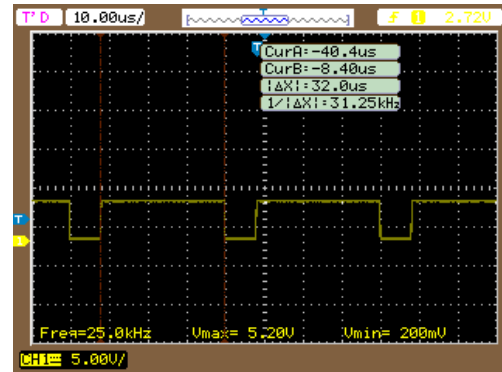 T'D 10.00us/ T f 1 2.72V
T CurA:-40.4us
CurB:-8.40us
|ΔX|:32.0us
1/|ΔX|:31.25kHz
T
1
Freq=25.0kHz Vmax= 5.20V Vmin= 200mV
CH1 5.00V/